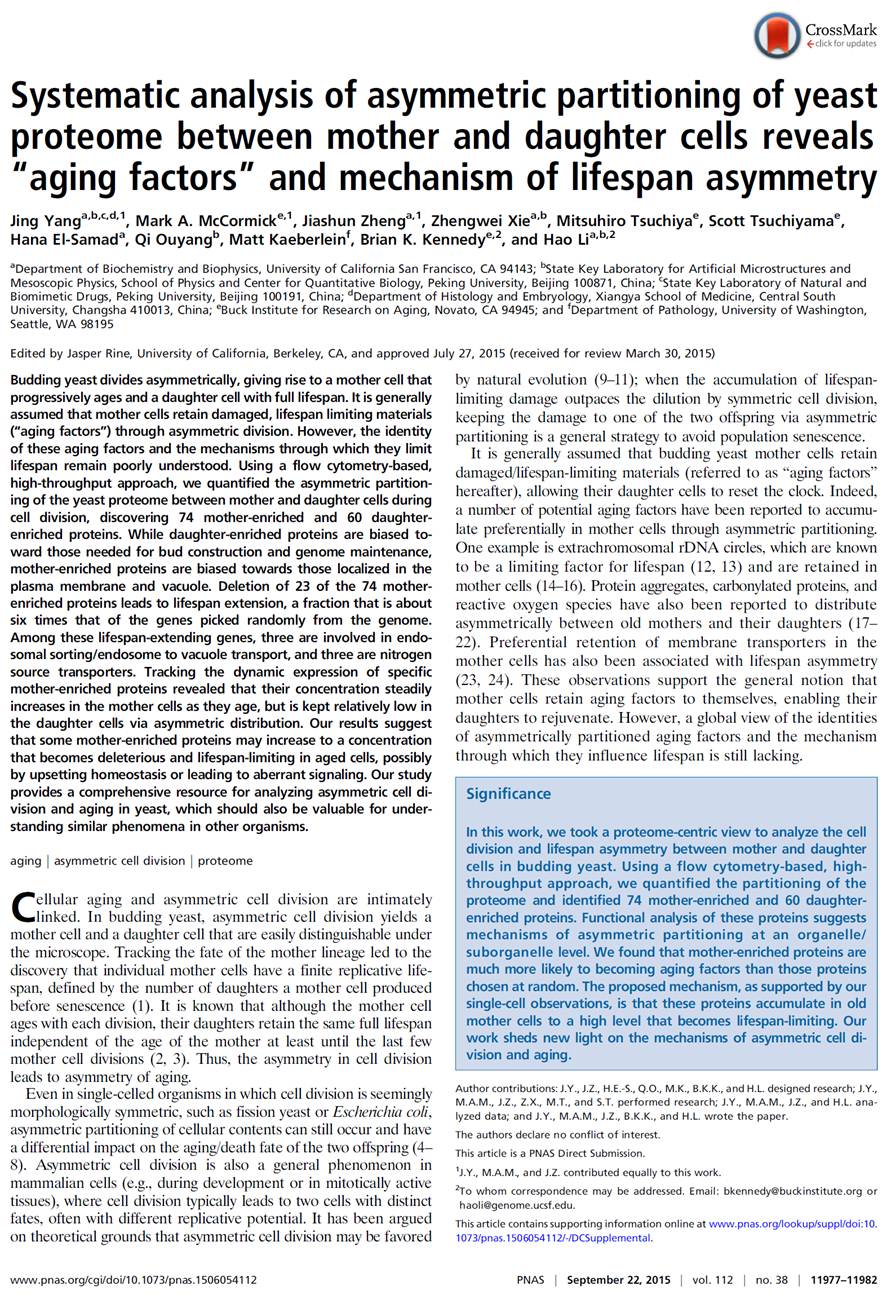 CrossMark
click for updates
Systematic analysis of asymmetric partitioning of yeast
proteome between mother and daughter cells reveals
“aging factors” and mechanism of lifespan asymmetry
Jing Yang^a,b,c,d,1, Mark A. McCormick^e,1, Jiashun Zheng^a,1, Zhengwei Xie^a,b, Mitsuhiro Tsuchiya^e, Scott Tsuchiyama^e,
Hana El-Samad^a, Qi Ouyang^b, Matt Kaeberlein^f, Brian K. Kennedy^e,2, and Hao Li^a,b,2
^aDepartment of Biochemistry and Biophysics, University of California San Francisco, CA 94143; ^bState Key Laboratory for Artificial Microstructures and
Mesoscopic Physics, School of Physics and Center for Quantitative Biology, Peking University, Beijing 100871, China; ^cState Key Laboratory of Natural and
Biomimetic Drugs, Peking University, Beijing 100191, China; ^dDepartment of Histology and Embryology, Xiangya School of Medicine, Central South
University, Changsha 410013, China; ^eBuck Institute for Research on Aging, Novato, CA 94945; and ^fDepartment of Pathology, University of Washington,
Seattle, WA 98195
Edited by Jasper Rine, University of California, Berkeley, CA, and approved July 27, 2015 (received for review March 30, 2015)
Budding yeast divides asymmetrically, giving rise to a mother cell that
progressively ages and a daughter cell with full lifespan. It is generally
assumed that mother cells retain damaged, lifespan limiting materials
(“aging factors”) through asymmetric division. However, the identity
of these aging factors and the mechanisms through which they limit
lifespan remain poorly understood. Using a flow cytometry-based,
high-throughput approach, we quantified the asymmetric partition-
ing of the yeast proteome between mother and daughter cells during
cell division, discovering 74 mother-enriched and 60 daughter-
enriched proteins. While daughter-enriched proteins are biased to-
ward those needed for bud construction and genome maintenance,
mother-enriched proteins are biased towards those localized in the
plasma membrane and vacuole. Deletion of 23 of the 74 mother-
enriched proteins leads to lifespan extension, a fraction that is about
six times that of the genes picked randomly from the genome.
Among these lifespan-extending genes, three are involved in endo-
somal sorting/endosome to vacuole transport, and three are nitrogen
source transporters. Tracking the dynamic expression of specific
mother-enriched proteins revealed that their concentration steadily
increases in the mother cells as they age, but is kept relatively low in
the daughter cells via asymmetric distribution. Our results suggest
that some mother-enriched proteins may increase to a concentration
that becomes deleterious and lifespan-limiting in aged cells, possibly
by upsetting homeostasis or leading to aberrant signaling. Our study
provides a comprehensive resource for analyzing asymmetric cell di-
vision and aging in yeast, which should also be valuable for under-
standing similar phenomena in other organisms.
aging | asymmetric cell division | proteome
Cellular aging and asymmetric cell division are intimately
linked. In budding yeast, asymmetric cell division yields a
mother cell and a daughter cell that are easily distinguishable under
the microscope. Tracking the fate of the mother lineage led to the
discovery that individual mother cells have a finite replicative life-
span, defined by the number of daughters a mother cell produced
before senescence (1). It is known that although the mother cell
ages with each division, their daughters retain the same full lifespan
independent of the age of the mother at least until the last few
mother cell divisions (2, 3). Thus, the asymmetry in cell division
leads to asymmetry of aging.
Even in single-celled organisms in which cell division is seemingly
morphologically symmetric, such as fission yeast or Escherichia coli,
asymmetric partitioning of cellular contents can still occur and have
a differential impact on the aging/death fate of the two offspring (4–
8). Asymmetric cell division is also a general phenomenon in
mammalian cells (e.g., during development or in mitotically active
tissues), where cell division typically leads to two cells with distinct
fates, often with different replicative potential. It has been argued
on theoretical grounds that asymmetric cell division may be favored
by natural evolution (9–11); when the accumulation of lifespan-
limiting damage outpaces the dilution by symmetric cell division,
keeping the damage to one of the two offspring via asymmetric
partitioning is a general strategy to avoid population senescence.
It is generally assumed that budding yeast mother cells retain
damaged/lifespan-limiting materials (referred to as “aging factors”
hereafter), allowing their daughter cells to reset the clock. Indeed,
a number of potential aging factors have been reported to accumu-
late preferentially in mother cells through asymmetric partitioning.
One example is extrachromosomal rDNA circles, which are known
to be a limiting factor for lifespan (12, 13) and are retained in
mother cells (14–16). Protein aggregates, carbonylated proteins, and
reactive oxygen species have also been reported to distribute
asymmetrically between old mothers and their daughters (17–
22). Preferential retention of membrane transporters in the
mother cells has also been associated with lifespan asymmetry
(23, 24). These observations support the general notion that
mother cells retain aging factors to themselves, enabling their
daughters to rejuvenate. However, a global view of the identities
of asymmetrically partitioned aging factors and the mechanism
through which they influence lifespan is still lacking.
Significance
In this work, we took a proteome-centric view to analyze the cell
division and lifespan asymmetry between mother and daughter
cells in budding yeast. Using a flow cytometry-based, high-
throughput approach, we quantified the partitioning of the
proteome and identified 74 mother-enriched and 60 daughter-
enriched proteins. Functional analysis of these proteins suggests
mechanisms of asymmetric partitioning at an organelle/
suborganelle level. We found that mother-enriched proteins are
much more likely to becoming aging factors than those proteins
chosen at random. The proposed mechanism, as supported by our
single-cell observations, is that these proteins accumulate in old
mother cells to a high level that becomes lifespan-limiting. Our
work sheds new light on the mechanisms of asymmetric cell di-
vision and aging.
Author contributions: J.Y., J.Z., H.E.-S., Q.O., M.K., B.K.K., and H.L. designed research; J.Y.,
M.A.M., J.Z., Z.X., M.T., and S.T. performed research; J.Y., M.A.M., J.Z., and H.L. ana-
lyzed data; and J.Y., M.A.M., J.Z., B.K.K., and H.L. wrote the paper.
The authors declare no conflict of interest.
This article is a PNAS Direct Submission.
^1J.Y., M.A.M., and J.Z. contributed equally to this work.
^2To whom correspondence may be addressed. Email: bkennedy@buckinstitute.org or
haoli@genome.ucsf.edu.
This article contains supporting information online at www.pnas.org/lookup/suppl/doi:10.
1073/pnas.1506054112/-/DCSupplemental.
www.pnas.org/cgi/doi/10.1073/pnas.1506054112
PNAS | September 22, 2015 | vol. 112 | no. 38 | 11977–11982